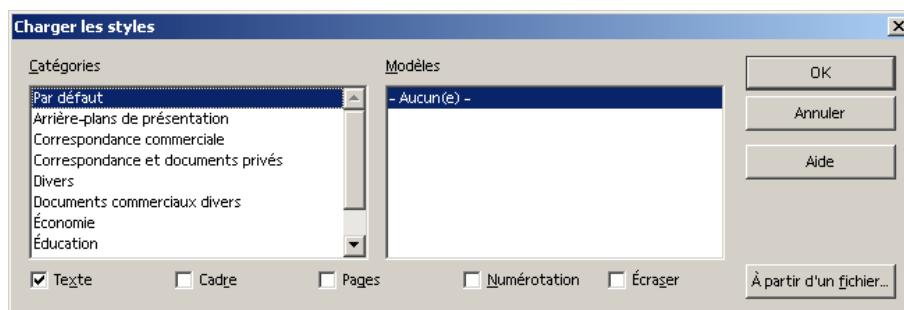 Charger les styles
Catégories
Modèles
Par défaut
Arrière-plans de présentation
Correspondance commerciale
Correspondance et documents privés
Divers
Documents commerciaux divers
Économie
Éducation
- Aucun(e) -
OK
Annuler
Aide
Texte
Cadre
Pages
Numérotation
Écraser
À partir d'un fichier...